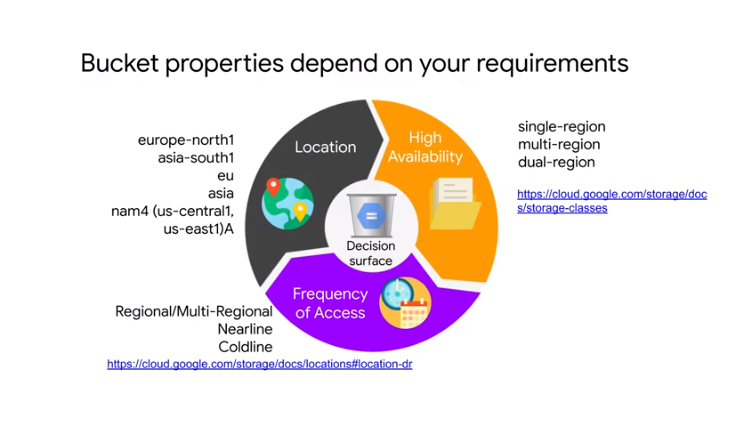 Bucket properties depend on your requirements
europe-north1
asia-south1
eu
asia
nam4 (us-central1,
us-east1)A
Location
High
Availability
single-region
multi-region
dual-region
https://cloud.google.com/storage/doc
s/storage-classes
Decision
surface
Frequency
of Access
Regional/Multi-Regional
Nearline
Coldline
https://cloud.google.com/storage/docs/locations#location-dr